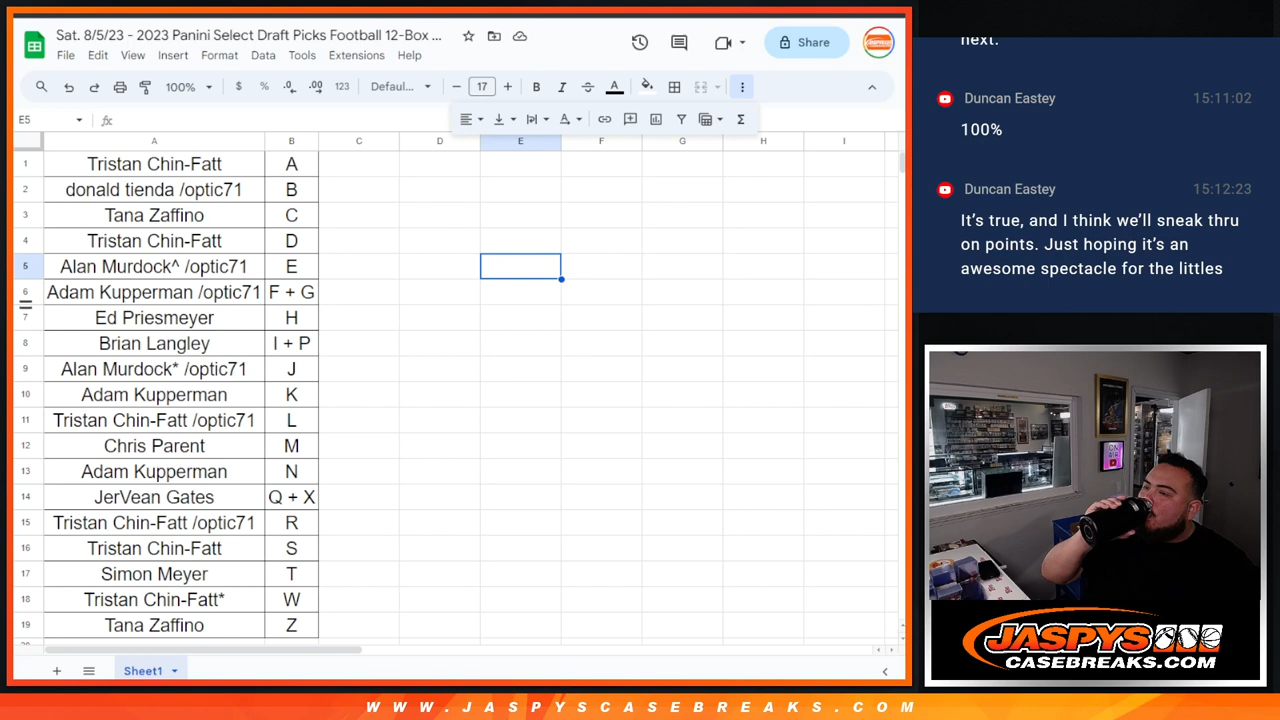 Sat. 8/5/23 - 2023 Panini Select Draft Picks Football 12-Box ...
File Edit View Insert Format Data Tools Extensions Help
Share
100% $ % .0 .00 123 Defaul... 17 B I A
E5 fx
A B C D E F G H I
1 Tristan Chin-Fatt A
2 donald tienda /optic71 B
3 Tana Zaffino C
4 Tristan Chin-Fatt D
5 Alan Murdock^ /optic71 E
6 Adam Kupperman /optic71 F + G
7 Ed Priesmeyer H
8 Brian Langley I + P
9 Alan Murdock* /optic71 J
10 Adam Kupperman K
11 Tristan Chin-Fatt /optic71 L
12 Chris Parent M
13 Adam Kupperman N
14 JerVean Gates Q + X
15 Tristan Chin-Fatt /optic71 R
16 Tristan Chin-Fatt S
17 Simon Meyer T
18 Tristan Chin-Fatt* W
19 Tana Zaffino Z
Sheet1
next.
Duncan Eastey 15:11:02
100%
Duncan Eastey 15:12:23
It's true, and I think we'll sneak thru
on points. Just hoping it's an
awesome spectacle for the littles
ON AIR
JASPYS
CASEBREAKS.COM
WWW.JASPYSCASEBREAKS.COM